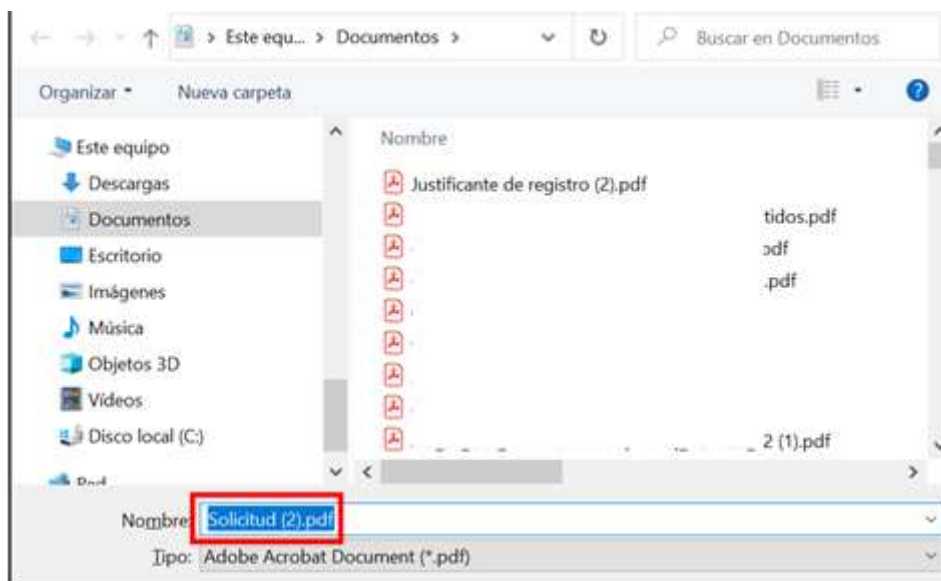 Este equ... > Documentos >
Buscar en Documentos
Organizar
Nueva carpeta
Este equipo
Descargas
Documentos
Escritorio
Imágenes
Música
Objetos 3D
Vídeos
Disco local (C:)
Nombre
Justificante de registro (2).pdf
tidos.pdf
.pdf
2 (1).pdf
Nombre: Solicitud (2).pdf
Tipo: Adobe Acrobat Document (*.pdf)